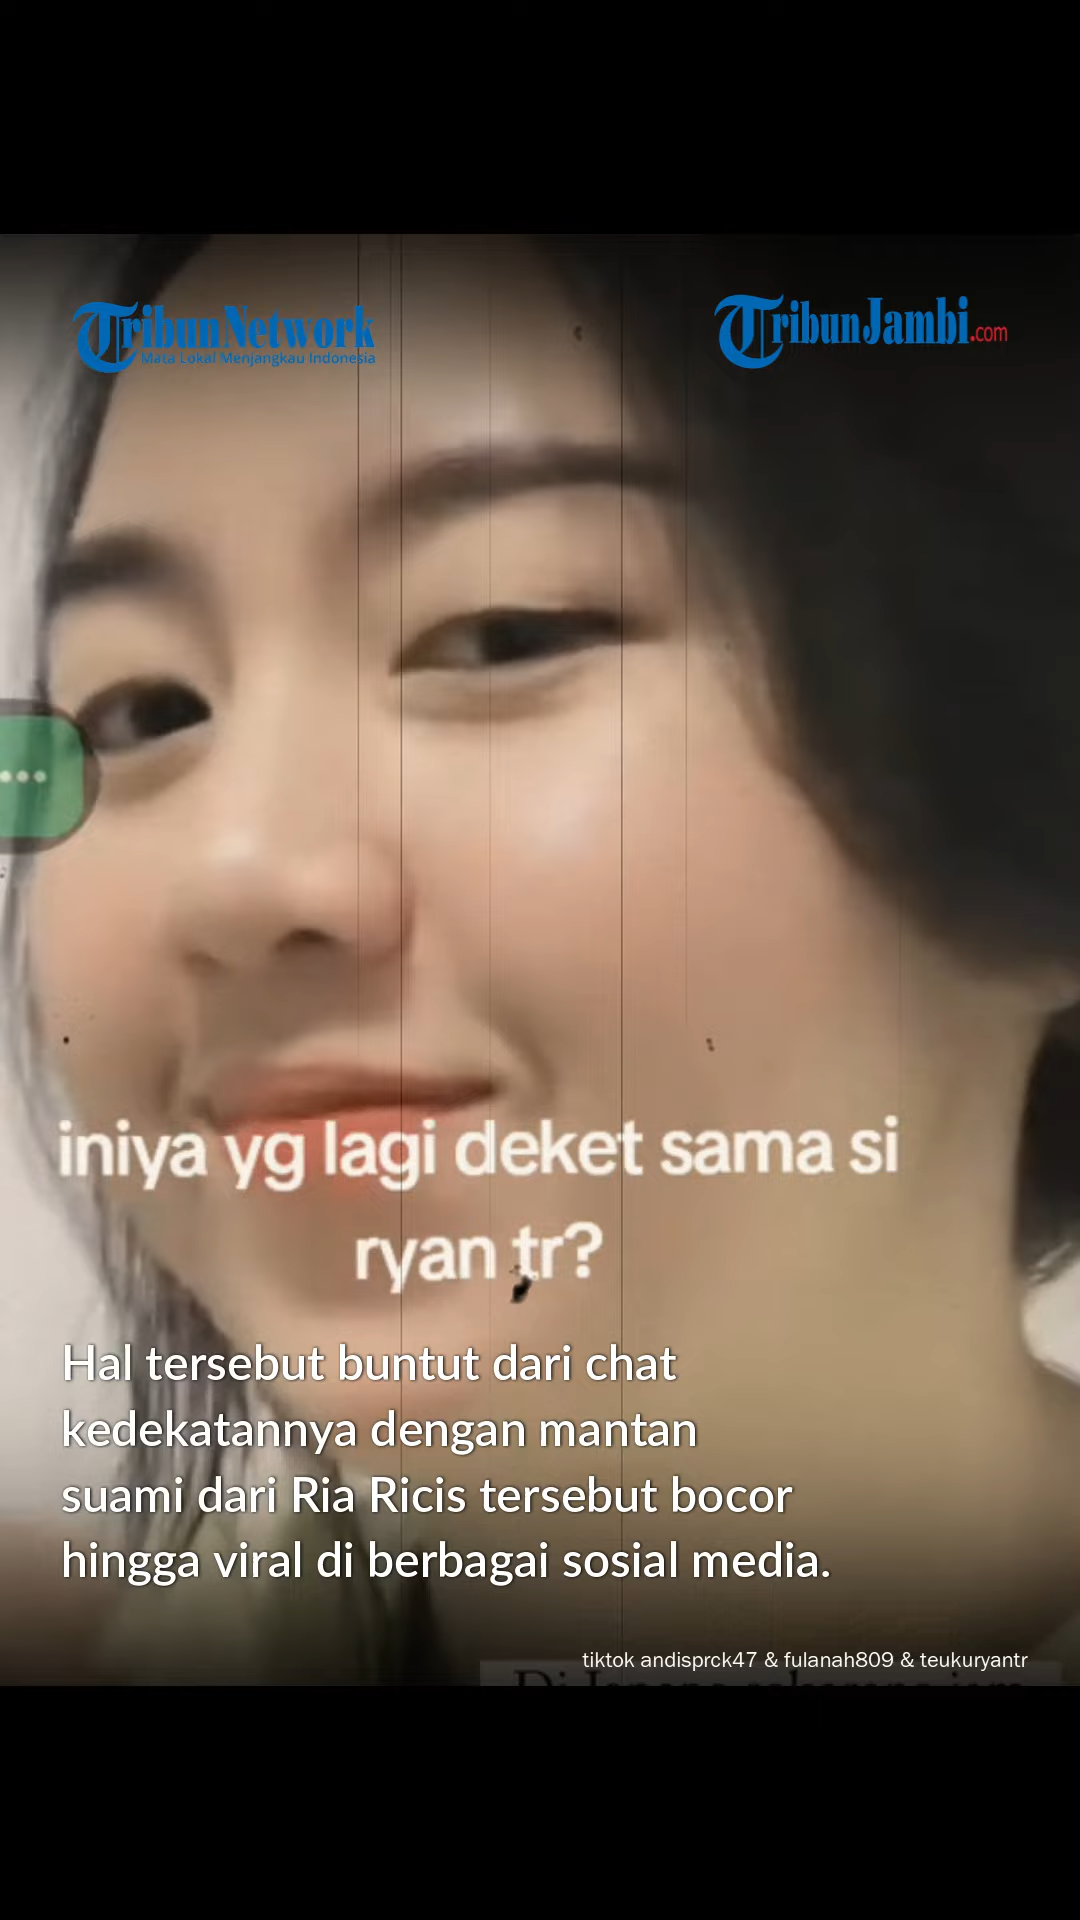 TribunNetwork
Mata Lokal Menjangkau Indonesia
TribunJambi.com
iniya yg lagi deket sama si
ryan tr?
Hal tersebut buntut dari chat
kedekatannya dengan mantan
suami dari Ria Ricis tersebut bocor
hingga viral di berbagai sosial media.
tiktok andisprck47 & fulanah809 & teukuryantr